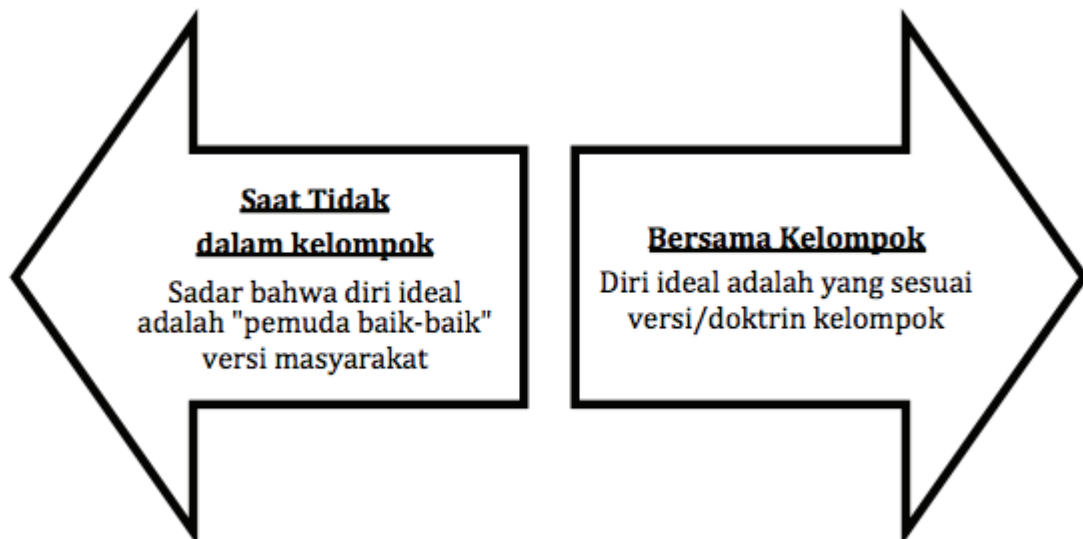 Saat Tidak
dalam kelompok
Sadar bahwa diri ideal
adalah "pemuda baik-baik"
versi masyarakat
Bersama Kelompok
Diri ideal adalah yang sesuai
versi/doktrin kelompok